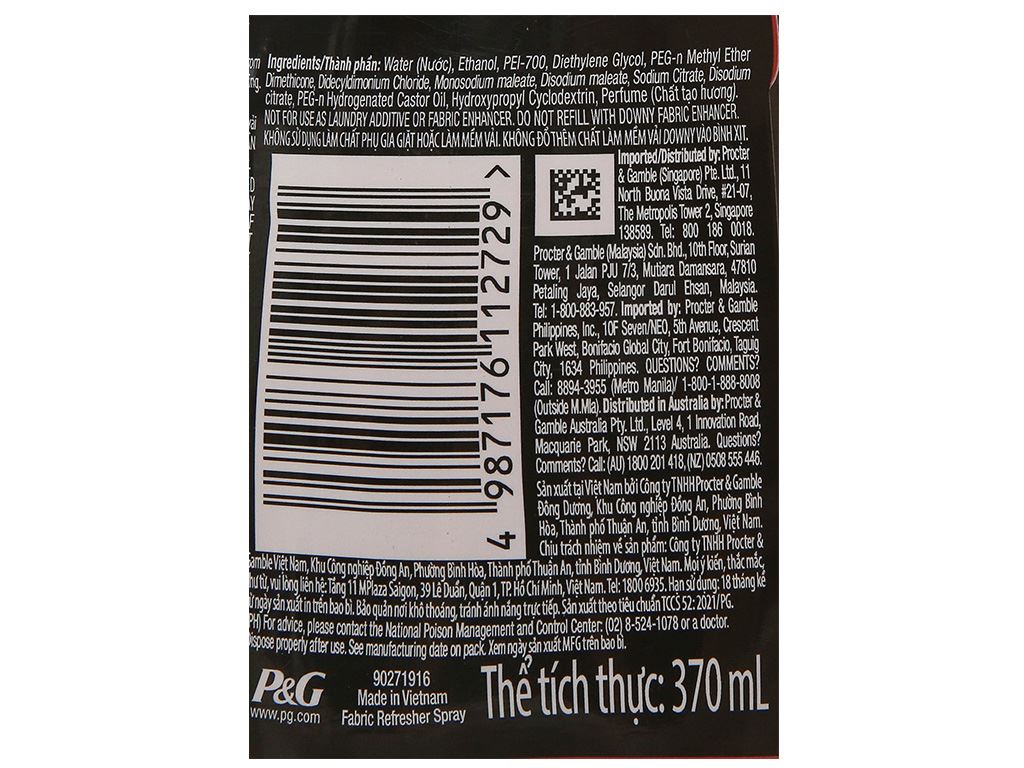 Ingredients/Thành phần: Water (Nước), Ethanol, PEI-700, Diethylene Glycol, PEG-n Methyl Ether
Dimethicone, Didecyldimonium Chloride, Monosodium maleate, Disodium maleate, Sodium Citrate, Disodium
citrate, PEG-n Hydrogenated Castor Oil, Hydroxypropyl Cyclodextrin, Perfume (Chất tạo hương).
NOT FOR USE AS LAUNDRY ADDITIVE OR FABRIC ENHANCER. DO NOT REFILL WITH DOWNY FABRIC ENHANCER.
KHÔNG SỬ DỤNG LÀM CHẤT PHỤ GIA GIẶT HOẶC LÀM MỀM VẢI. KHÔNG ĐỔ THÊM CHẤT LÀM MỀM VẢI DOWNY VÀO BÌNH XỊT.
4 987176 112729 >
Imported/Distributed by: Procter
& Gamble (Singapore) Pte. Ltd., 11
North Buona Vista Drive, #21-07,
The Metropolis Tower 2, Singapore
138589. Tel: 800 186 0018.
Procter & Gamble (Malaysia) Sdn. Bhd., 10th Floor, Surian
Tower, 1 Jalan PJU 7/3, Mutiara Damansara, 47810
Petaling Jaya, Selangor Darul Ehsan, Malaysia.
Tel: 1-800-883-957. Imported by: Procter & Gamble
Philippines, Inc., 10F Seven/NEO, 5th Avenue, Crescent
Park West, Bonifacio Global City, Fort Bonifacio, Taguig
City, 1634 Philippines. QUESTIONS? COMMENTS?
Call: 8894-3955 (Metro Manila)/ 1-800-1-888-8008
(Outside M.Mla). Distributed in Australia by: Procter &
Gamble Australia Pty. Ltd., Level 4, 1 Innovation Road,
Macquarie Park, NSW 2113 Australia. Questions?
Comments? Call: (AU) 1800 201 418, (NZ) 0508 555 446.
Sản xuất tại Việt Nam bởi Công ty TNHH Procter & Gamble
Đông Dương, Khu Công nghiệp Đồng An, Phường Bình
Hòa, Thành phố Thuận An, tỉnh Bình Dương, Việt Nam.
Chịu trách nhiệm về sản phẩm: Công ty TNHH Procter &
Gamble Việt Nam, Khu Công nghiệp Đồng An, Phường Bình Hòa, Thành phố Thuận An, tỉnh Bình Dương, Việt Nam. Mọi ý kiến, thắc mắc,
thư từ, vui lòng liên hệ: Tầng 11 MPlaza Saigon, 39 Lê Duẩn, Quận 1, TP. Hồ Chí Minh, Việt Nam. Tel: 1800 6935. Hạn sử dụng: 18 tháng kể
từ ngày sản xuất in trên bao bì. Bảo quản nơi khô thoáng, tránh ánh nắng trực tiếp. Sản xuất theo tiêu chuẩn TCCS 52: 2021/PG.
(PH) For advice, please contact the National Poison Management and Control Center: (02) 8-524-1078 or a doctor.
Dispose properly after use. See manufacturing date on pack. Xem ngày sản xuất MFG trên bao bì.
P&G
www.pg.com
90271916
Made in Vietnam
Fabric Refresher Spray
Thể tích thực: 370 mL